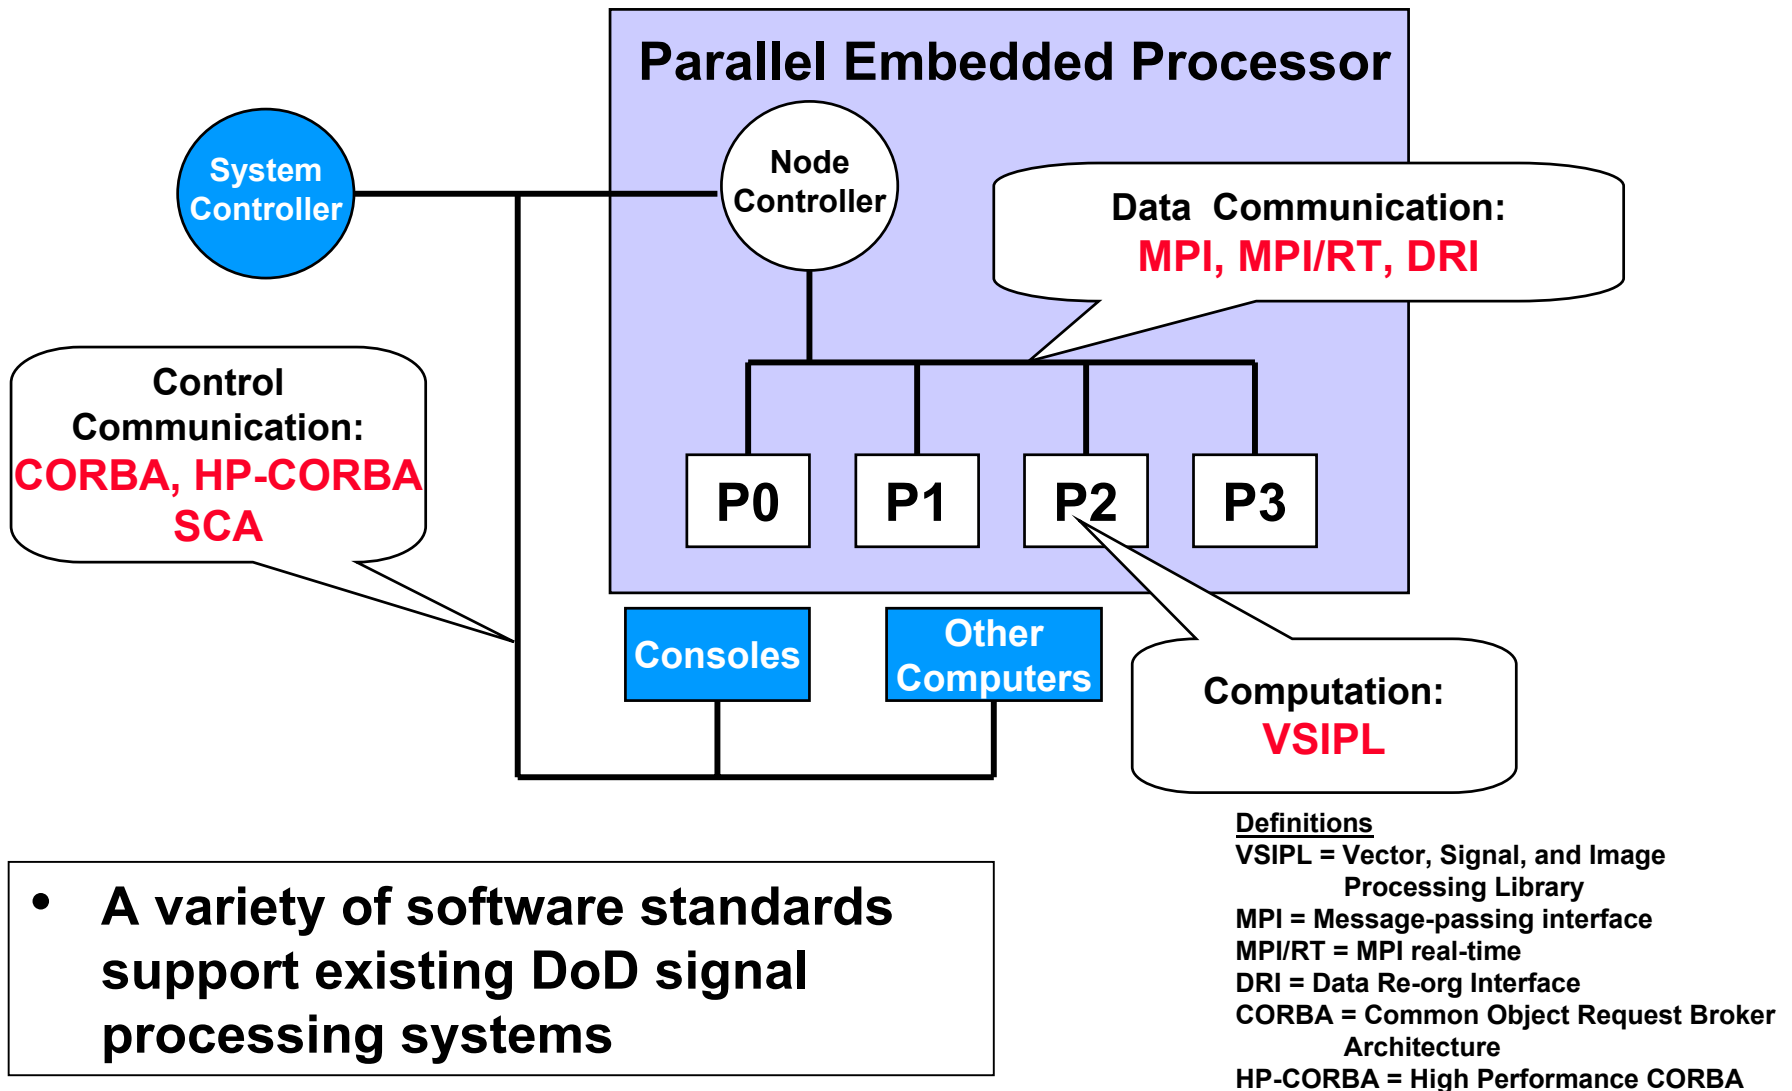 Parallel Embedded Processor
System
Controller
Node
Controller
Data Communication:
MPI, MPI/RT, DRI
Control
Communication:
CORBA, HP-CORBA
SCA
P0
P1
P2
P3
Consoles
Other
Computers
Computation:
VSIPL
• A variety of software standards
support existing DoD signal
processing systems
Definitions
VSIPL = Vector, Signal, and Image
Processing Library
MPI = Message-passing interface
MPI/RT = MPI real-time
DRI = Data Re-org Interface
CORBA = Common Object Request Broker
Architecture
HP-CORBA = High Performance CORBA